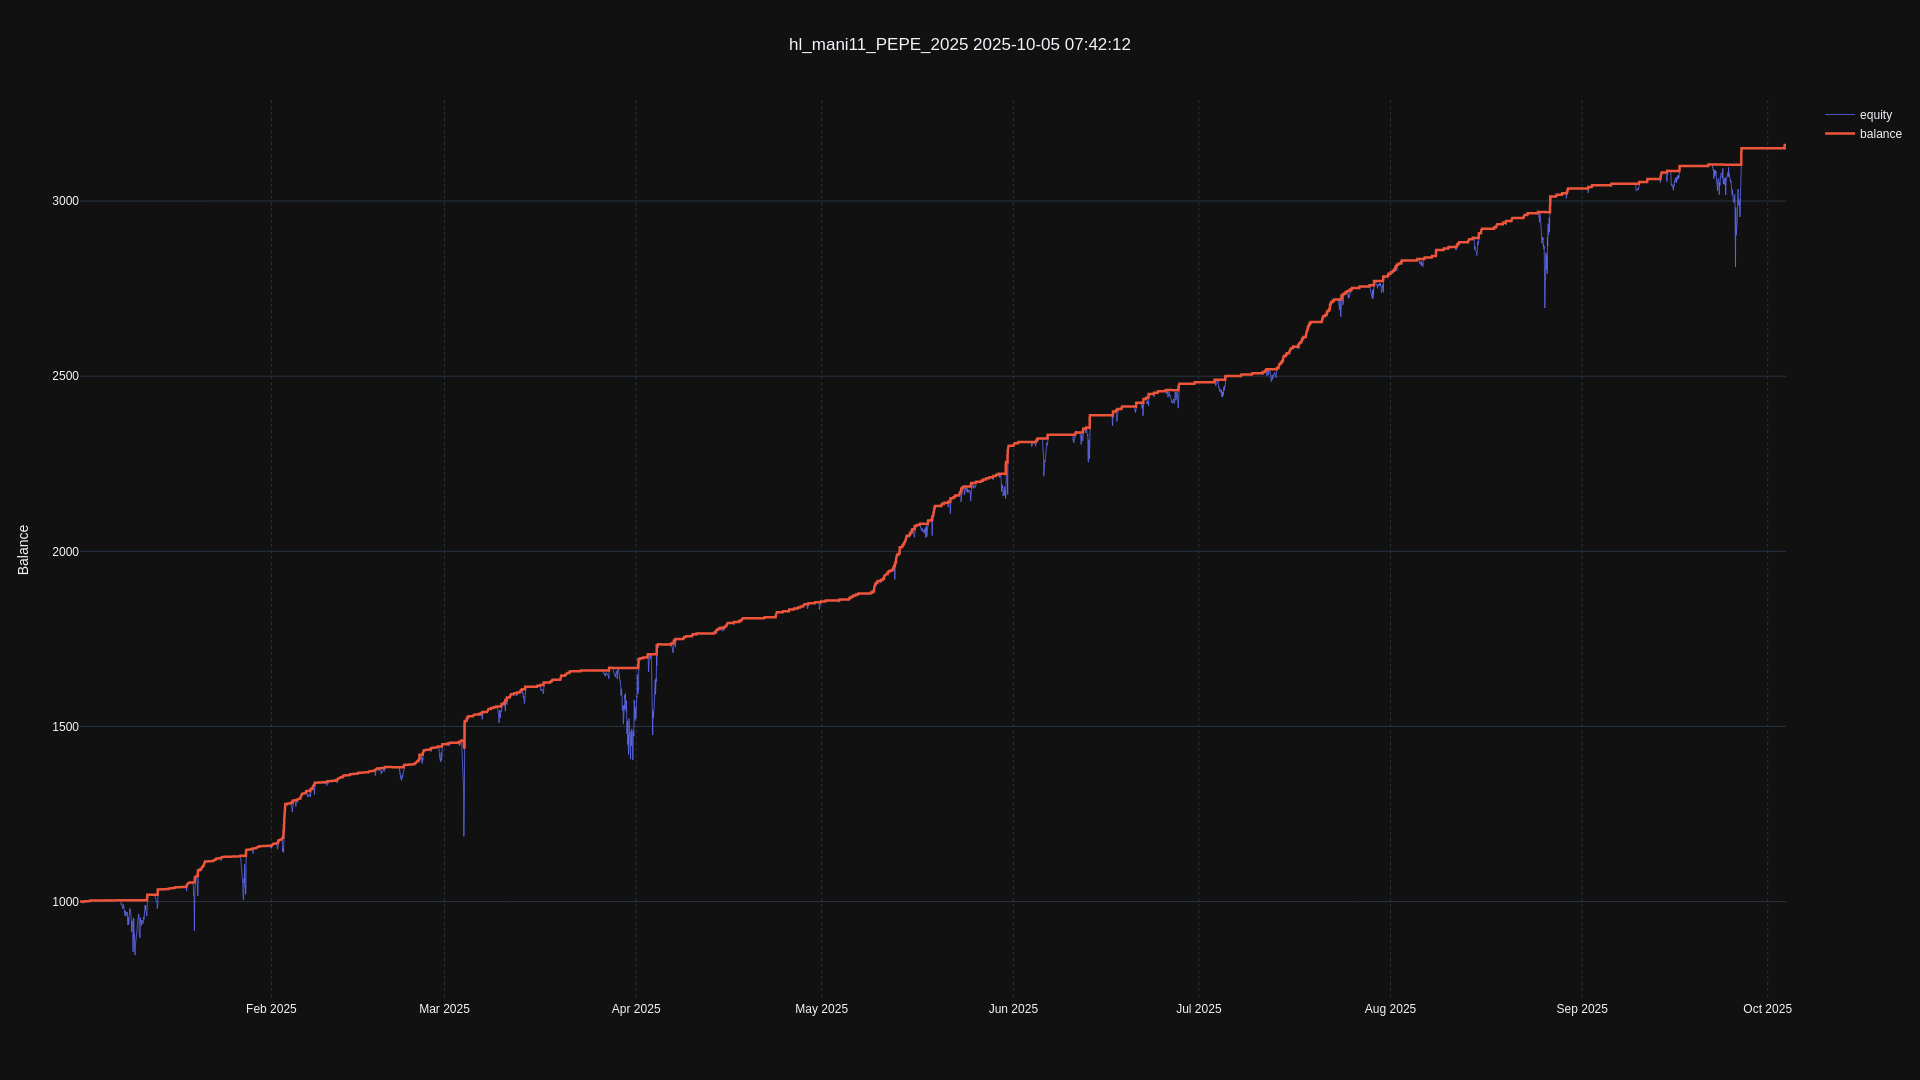 hl_mani11_PEPE_2025 2025-10-05 07:42:12
equity
balance
3000
2500
2000
1500
1000
Balance
Feb 2025
Mar 2025
Apr 2025
May 2025
Jun 2025
Jul 2025
Aug 2025
Sep 2025
Oct 2025